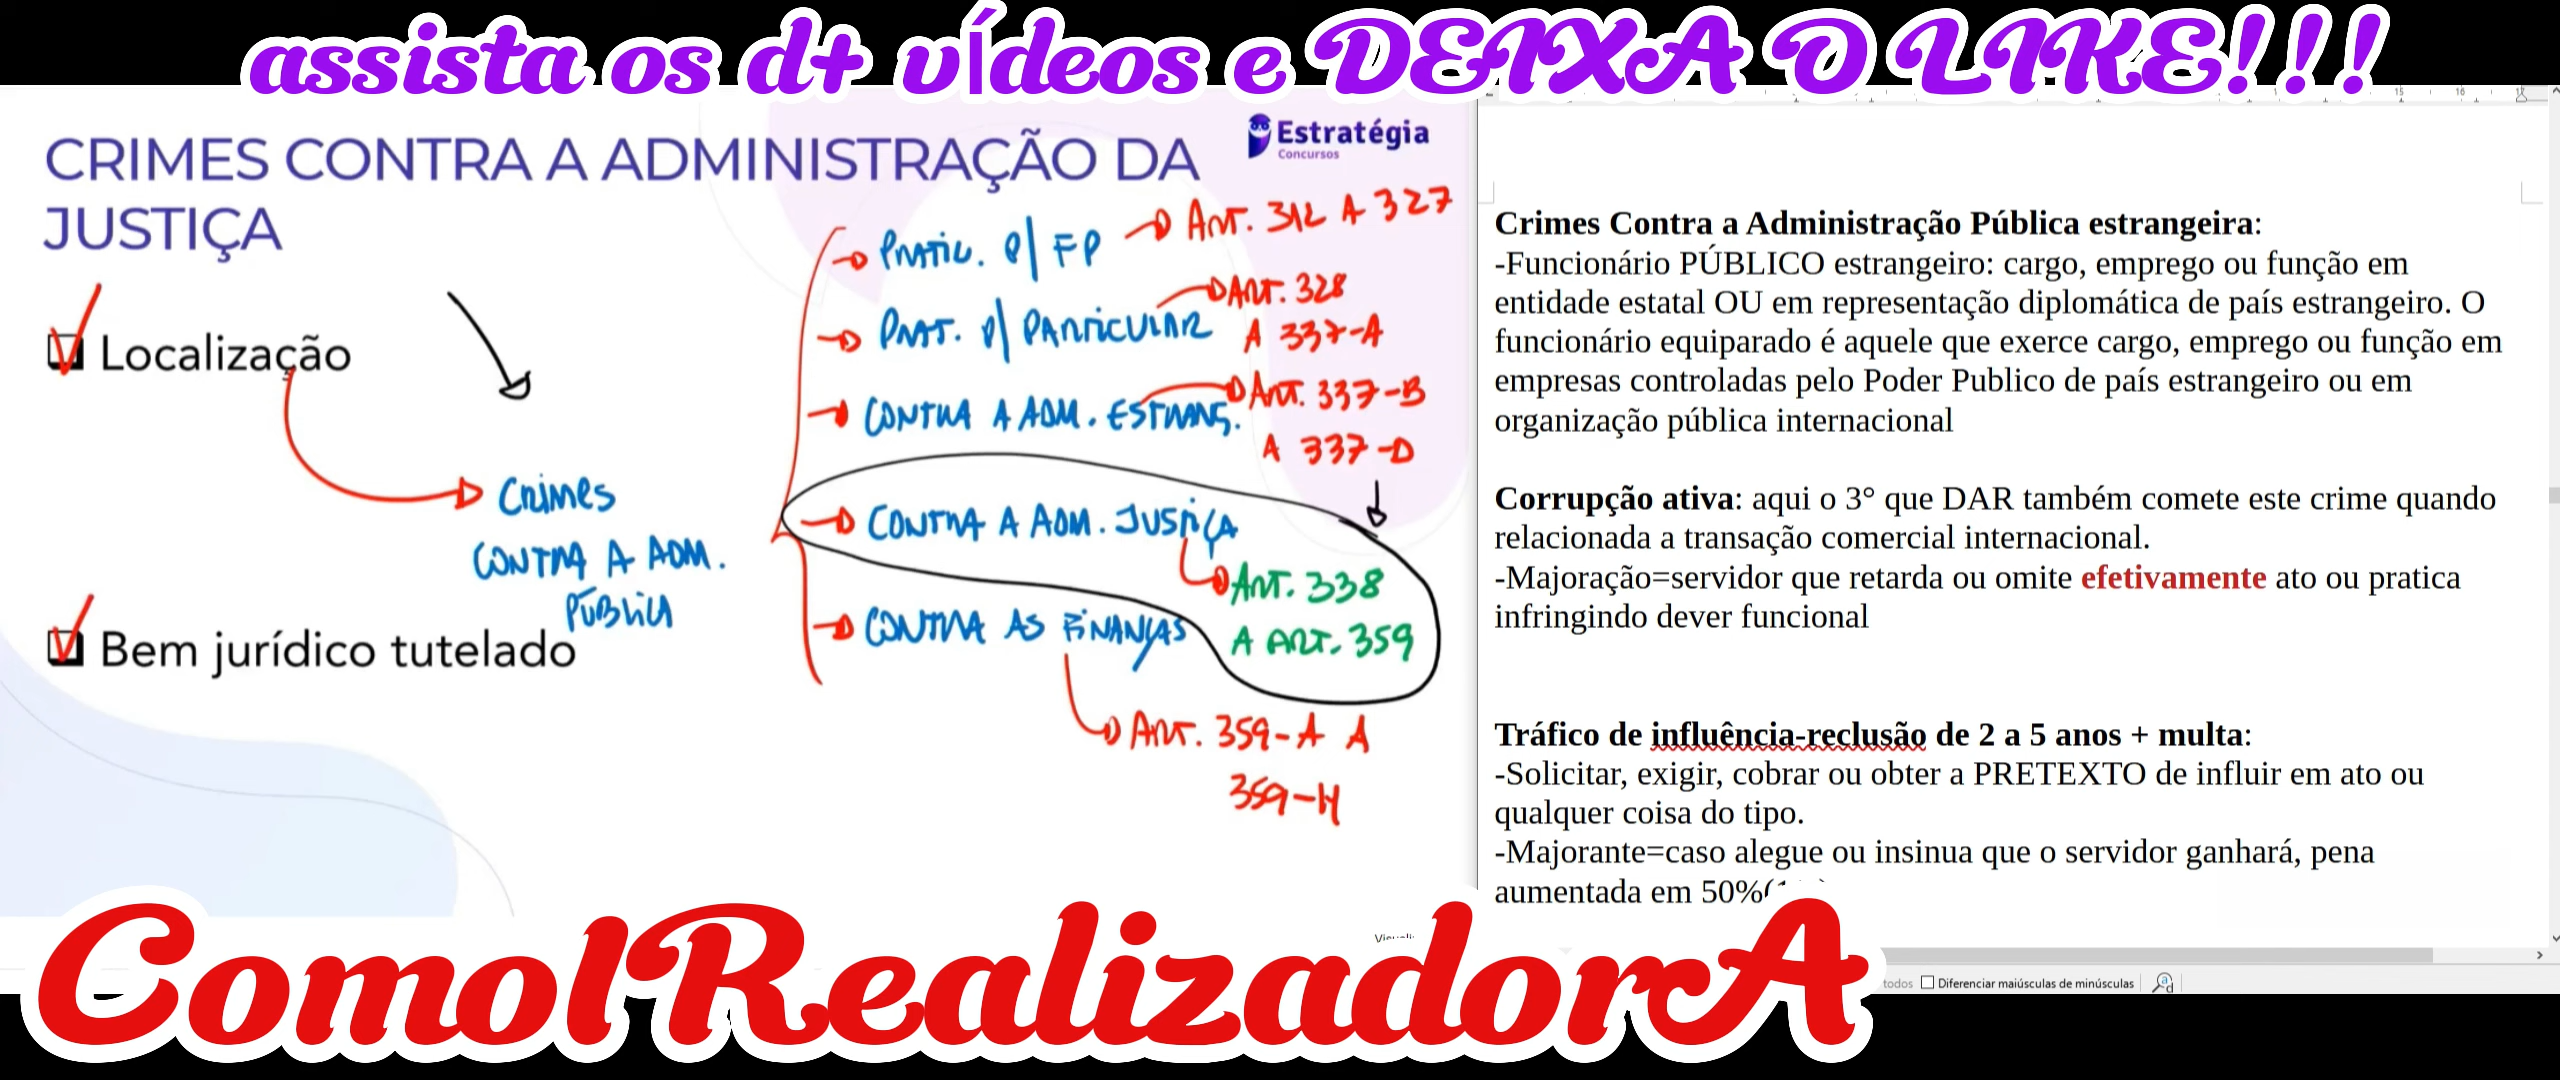 assista os d+ vídeos e DEIXA O LIKE!!!
CRIMES CONTRA A ADMINISTRAÇÃO DA
JUSTIÇA
Estratégia
Concursos
Localização
Crimes
CONTRA A ADM.
PÚBLICA
Bem jurídico tutelado
PRATIC. P/ FP
ART. 312 A 327
PRAT. P/ PARTICULAR
ART. 328
A 337-A
CONTRA A ADM. ESTRANG.
ART. 337-B
A 337-D
CONTRA A ADM. JUSTIÇA
ART. 338
A ART. 359
CONTRA AS FINANÇAS
ART. 359-A A
359-H
15 16
Crimes Contra a Administração Pública estrangeira:
-Funcionário PÚBLICO estrangeiro: cargo, emprego ou função em
entidade estatal OU em representação diplomática de país estrangeiro. O
funcionário equiparado é aquele que exerce cargo, emprego ou função em
empresas controladas pelo Poder Publico de país estrangeiro ou em
organização pública internacional
Corrupção ativa: aqui o 3° que DAR também comete este crime quando
relacionada a transação comercial internacional.
-Majoração=servidor que retarda ou omite efetivamente ato ou pratica
infringindo dever funcional
Tráfico de influência-reclusão de 2 a 5 anos + multa:
-Solicitar, exigir, cobrar ou obter a PRETEXTO de influir em ato ou
qualquer coisa do tipo.
-Majorante=caso alegue ou insinua que o servidor ganhará, pena
aumentada em 50%(
todos Diferenciar maiúsculas de minúsculas
ComolRealizadorA